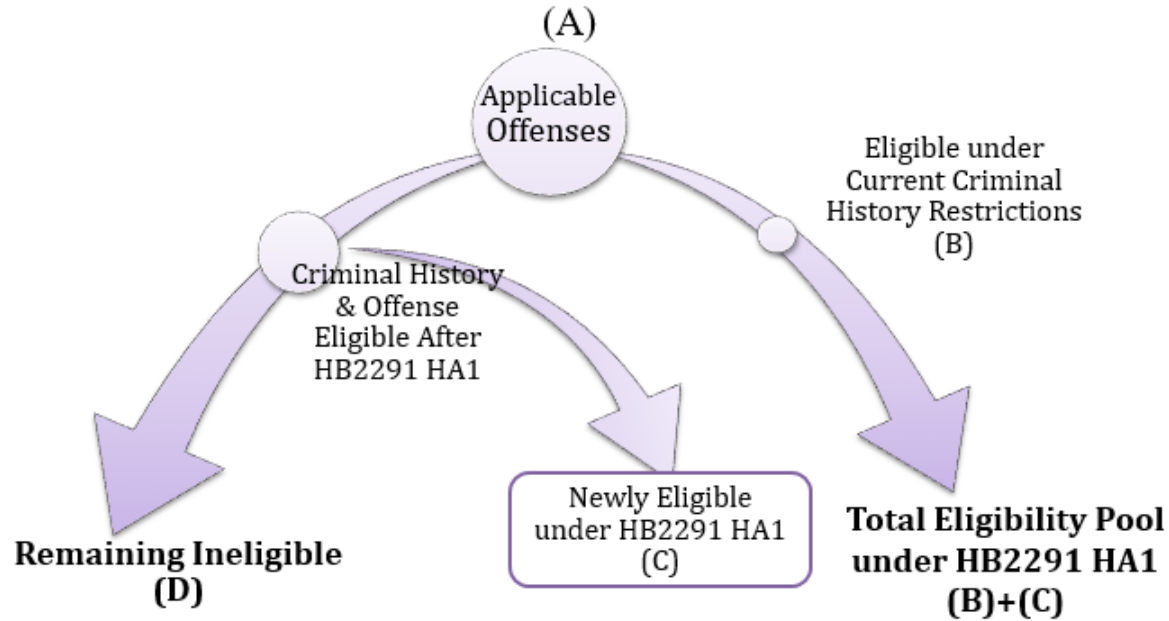 (A)
Applicable
Offenses
Eligible under
Current Criminal
History Restrictions
(B)
Criminal History
& Offense
Eligible After
HB2291 HA1
Remaining Ineligible
(D)
Newly Eligible
under HB2291 HA1
(C)
Total Eligibility Pool
under HB2291 HA1
(B)+(C)